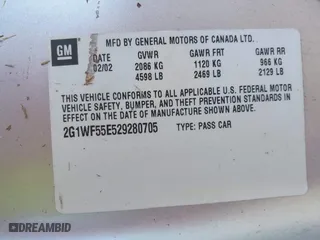 GM
MFD BY GENERAL MOTORS OF CANADA LTD.
DATE GVWR GAWR FRT GAWR RR
02/02 2086 KG 1120 KG 966 KG
4598 LB 2469 LB 2129 LB
THIS VEHICLE CONFORMS TO ALL APPLICABLE U.S. FEDERAL MOTOR
VEHICLE SAFETY, BUMPER, AND THEFT PREVENTION STANDARDS IN
EFFECT ON THE DATE OF MANUFACTURE SHOWN ABOVE.
2G1WF55E529280705 TYPE: PASS CAR
DREAMBID